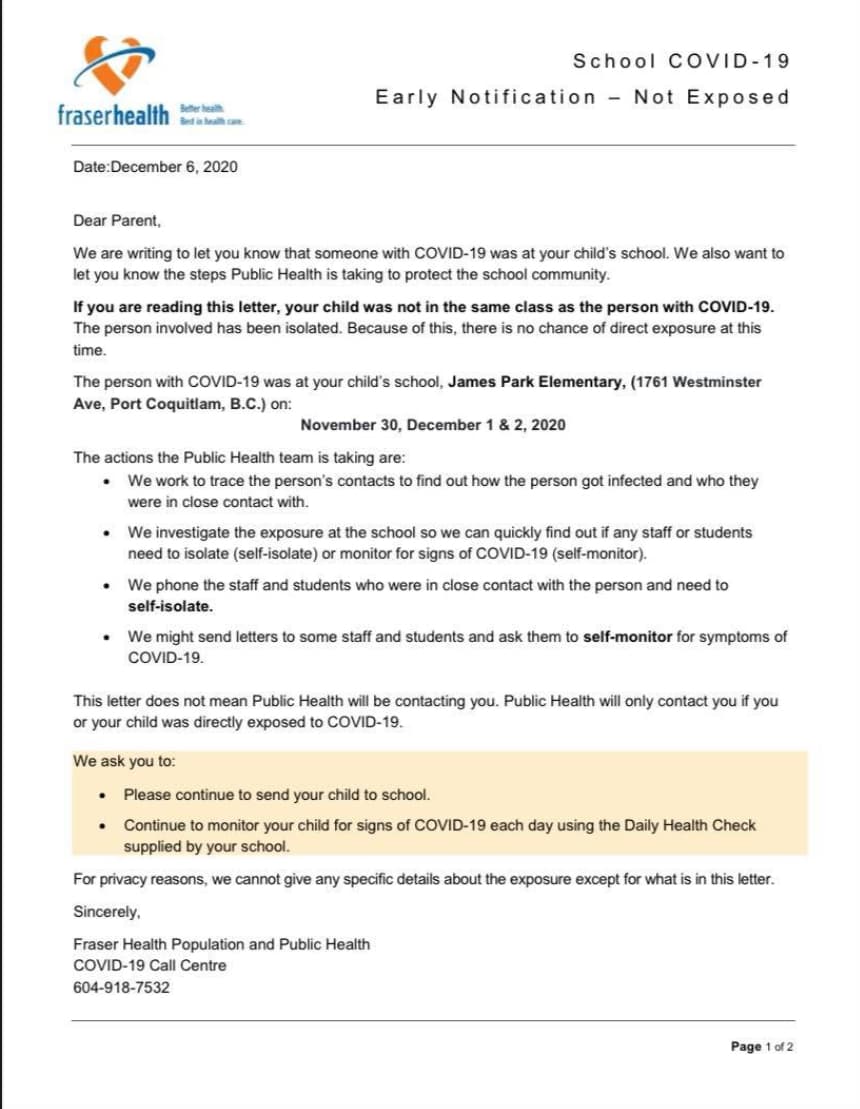 fraserhealth
Better health.
Best in health care.
School COVID-19
Early Notification – Not Exposed
Date:December 6, 2020
Dear Parent,
We are writing to let you know that someone with COVID-19 was at your child's school. We also want to
let you know the steps Public Health is taking to protect the school community.
If you are reading this letter, your child was not in the same class as the person with COVID-19.
The person involved has been isolated. Because of this, there is no chance of direct exposure at this
time.
The person with COVID-19 was at your child's school, James Park Elementary, (1761 Westminster
Ave, Port Coquitlam, B.C.) on:
November 30, December 1 & 2, 2020
The actions the Public Health team is taking are:
• We work to trace the person's contacts to find out how the person got infected and who they
were in close contact with.
• We investigate the exposure at the school so we can quickly find out if any staff or students
need to isolate (self-isolate) or monitor for signs of COVID-19 (self-monitor).
• We phone the staff and students who were in close contact with the person and need to
self-isolate.
• We might send letters to some staff and students and ask them to self-monitor for symptoms of
COVID-19.
This letter does not mean Public Health will be contacting you. Public Health will only contact you if you
or your child was directly exposed to COVID-19.
We ask you to:
• Please continue to send your child to school.
• Continue to monitor your child for signs of COVID-19 each day using the Daily Health Check
supplied by your school.
For privacy reasons, we cannot give any specific details about the exposure except for what is in this letter.
Sincerely,
Fraser Health Population and Public Health
COVID-19 Call Centre
604-918-7532
Page 1 of 2